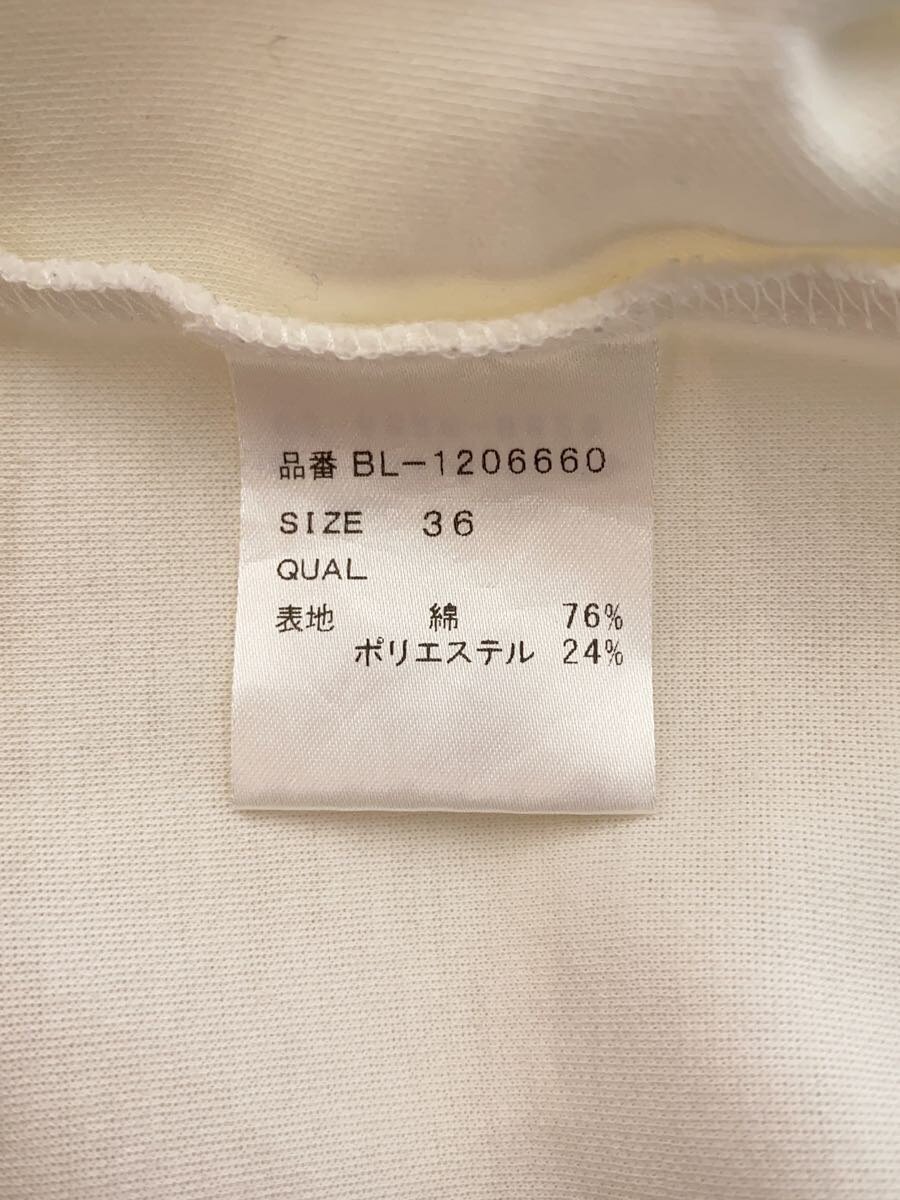 品番 BL-1206660
SIZE 36
QUAL
表地 綿 76%
ポリエステル 24%